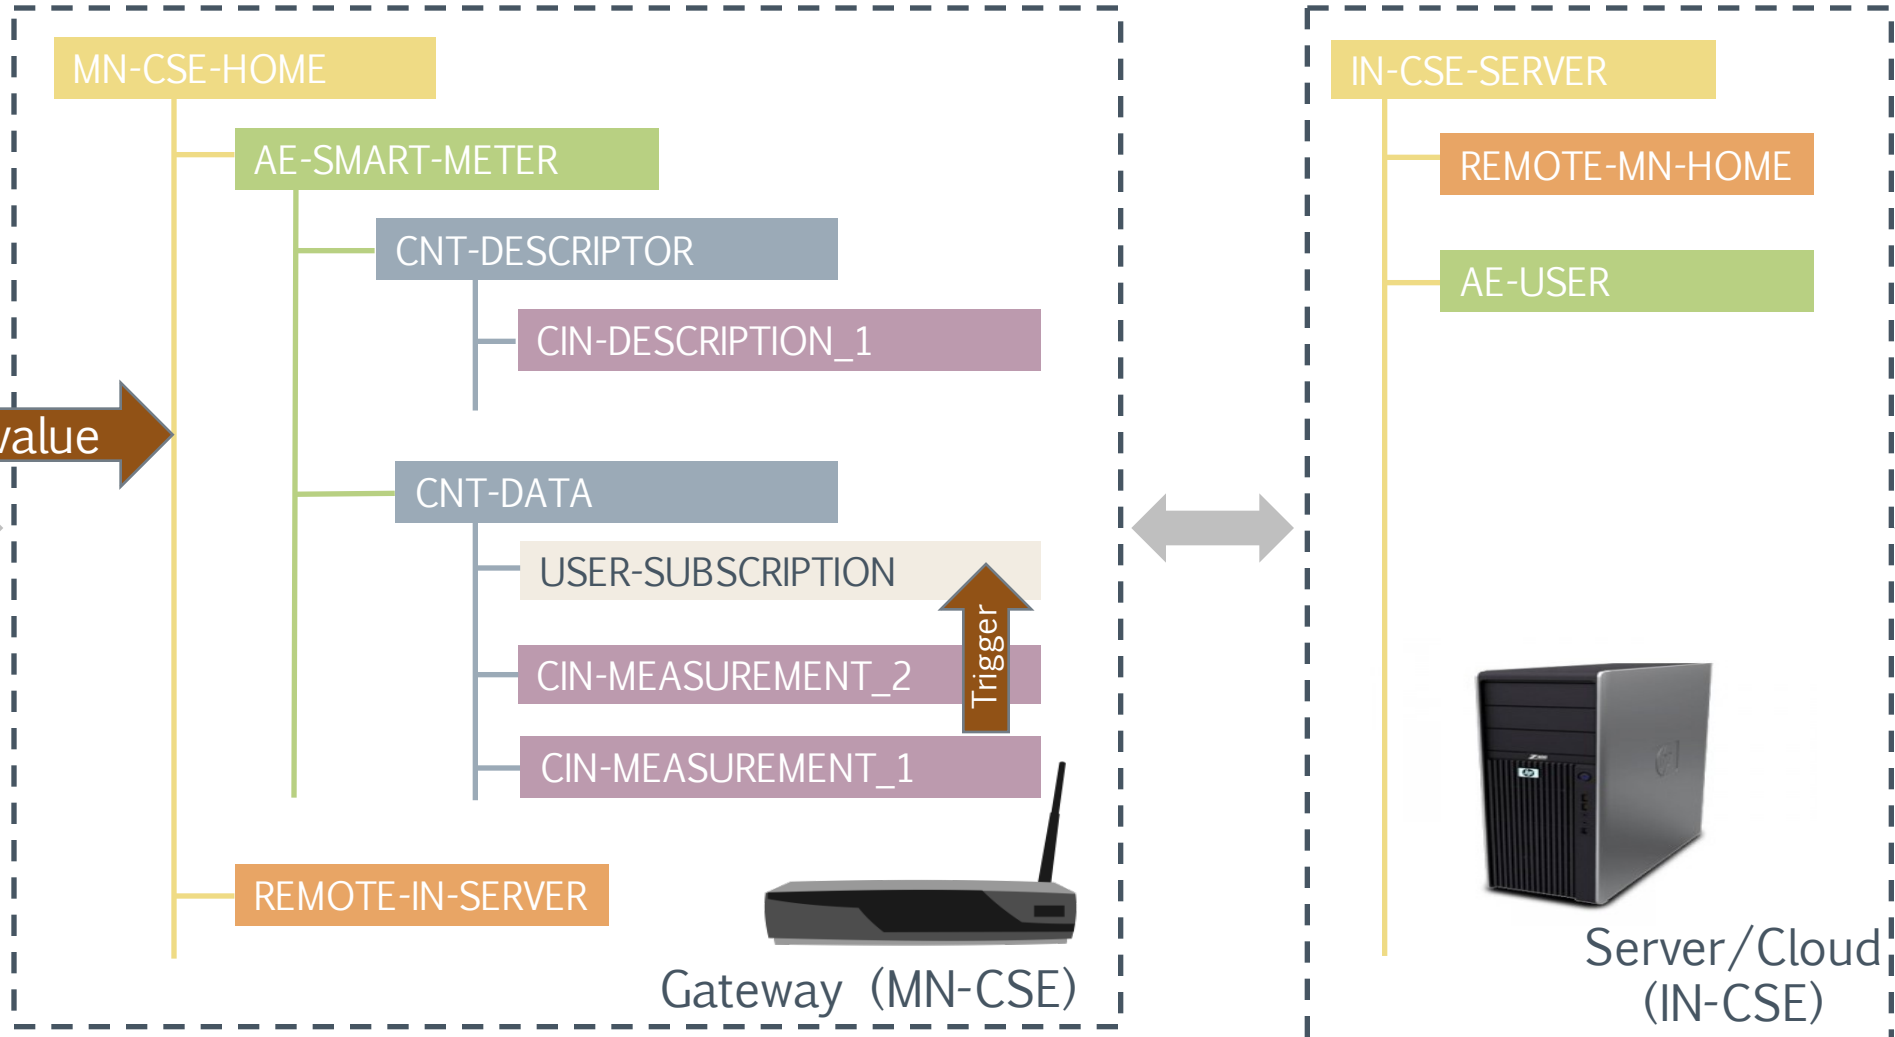 MN-CSE-HOME
AE-SMART-METER
CNT-DESCRIPTOR
CIN-DESCRIPTION_1
value
CNT-DATA
USER-SUBSCRIPTION
Trigger
CIN-MEASUREMENT_2
CIN-MEASUREMENT_1
REMOTE-IN-SERVER
Gateway (MN-CSE)
IN-CSE-SERVER
REMOTE-MN-HOME
AE-USER
hp
Server/Cloud
(IN-CSE)